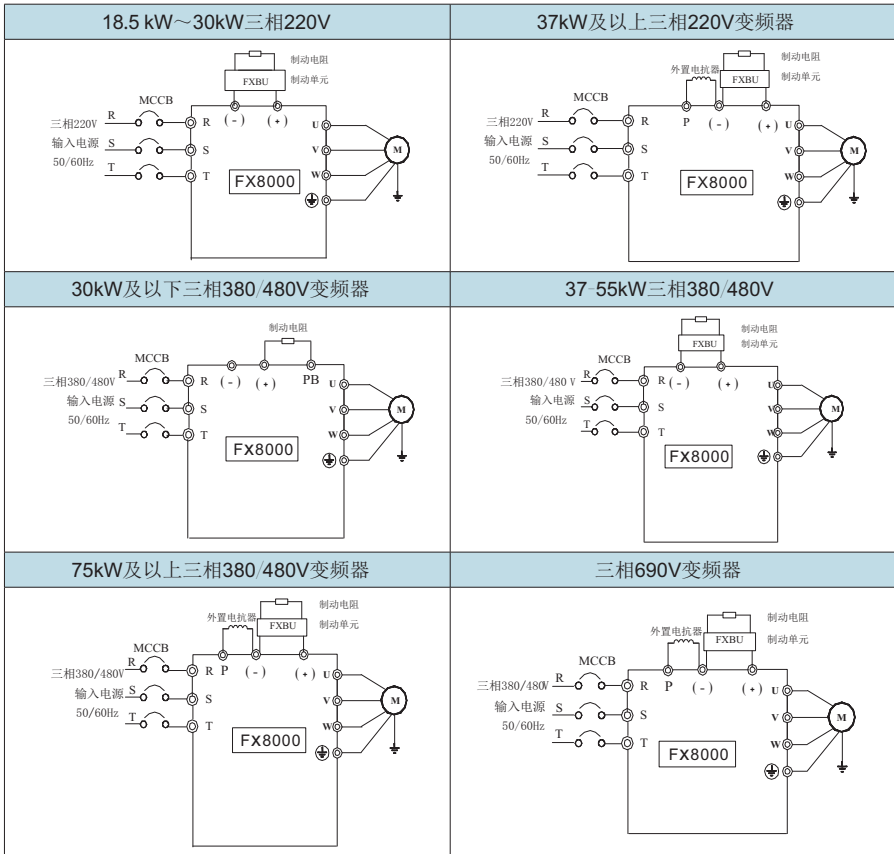 18.5 kW～30kW三相220V
制动电阻
FXBU
制动单元
MCCB
三相220V
R
R
(-)
(+)
U
输入电源
S
S
V
M
50/60Hz
T
T
W
FX8000
37kW及以上三相220V变频器
制动电阻
外置电抗器
FXBU
制动单元
MCCB
三相220V
R
R
P
(-)
(+)
U
输入电源
S
S
V
M
50/60Hz
T
T
W
FX8000
30kW及以下三相380/480V变频器
制动电阻
MCCB
三相380/480V
R
R
(-)
(+)
PB
U
输入电源
S
S
V
M
50/60Hz
T
T
W
FX8000
37-55kW三相380/480V
制动电阻
FXBU
制动单元
MCCB
三相380/480 V
R
R
(-)
(+)
U
输入电源
S
S
V
M
50/60Hz
T
T
W
FX8000
75kW及以上三相380/480V变频器
制动电阻
外置电抗器
FXBU
制动单元
MCCB
三相380/480V
R
R
P
(-)
(+)
U
输入电源
S
S
V
M
50/60Hz
T
T
W
FX8000
三相690V变频器
制动电阻
外置电抗器
FXBU
制动单元
MCCB
三相380/480V
R
R
P
(-)
(+)
U
输入电源
S
S
V
M
50/60Hz
T
T
W
FX8000